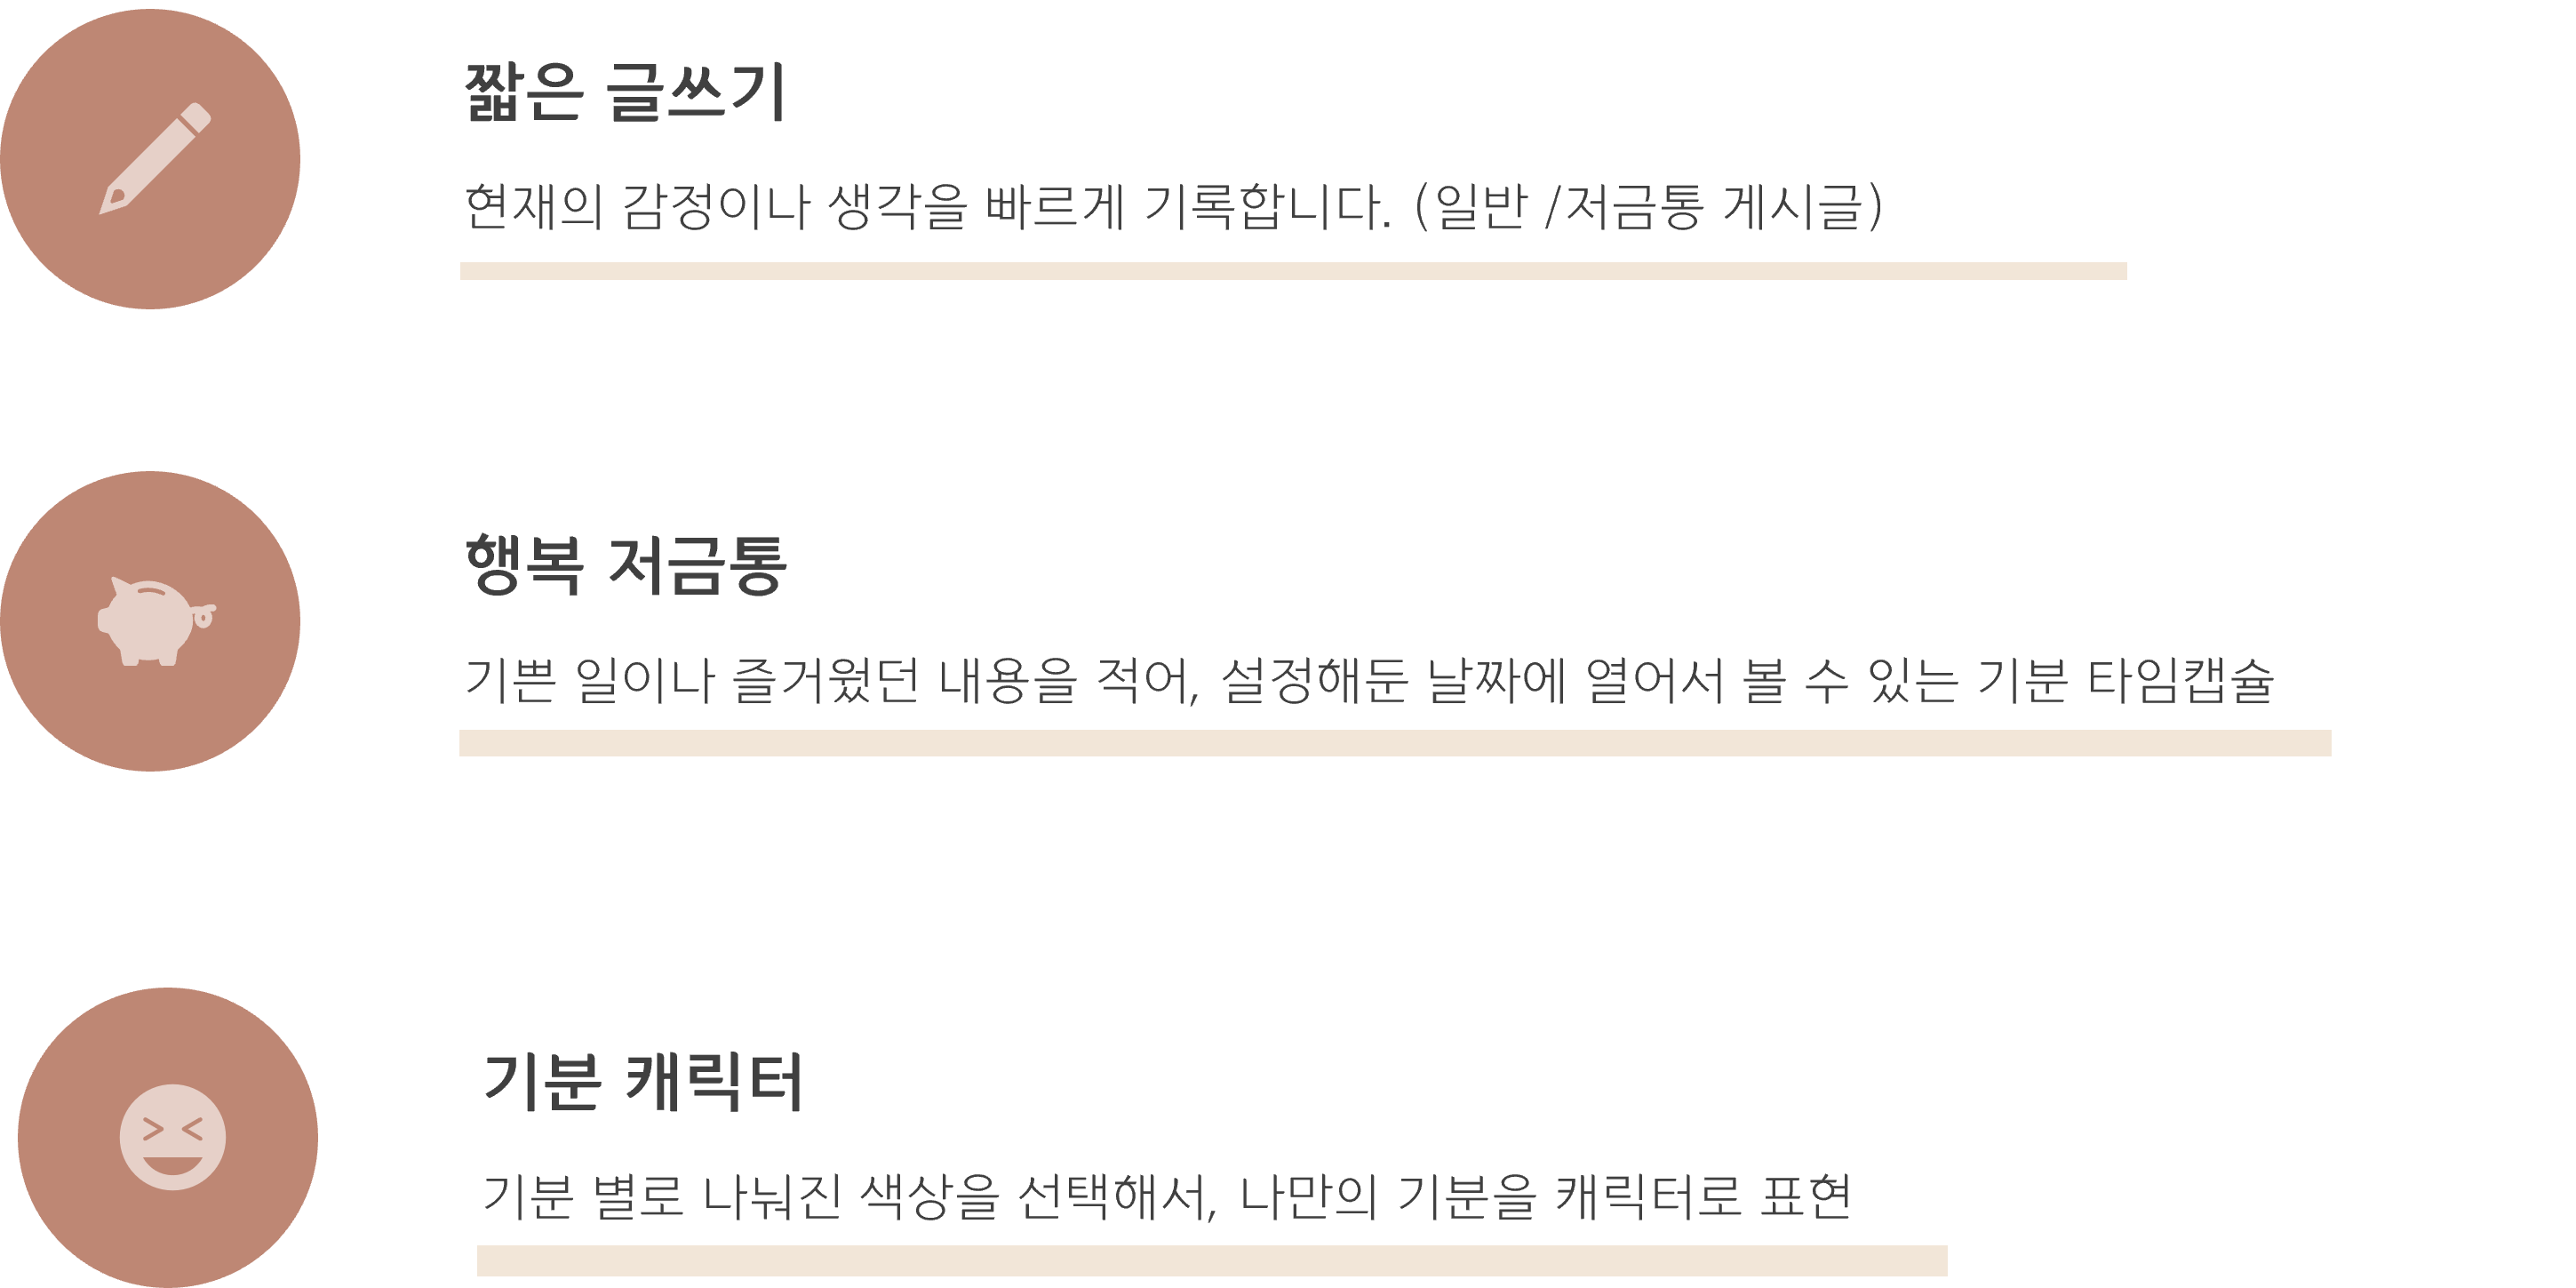 짧은 글쓰기
현재의 감정이나 생각을 빠르게 기록합니다. (일반 /저금통 게시글)
행복 저금통
기쁜 일이나 즐거웠던 내용을 적어, 설정해둔 날짜에 열어서 볼 수 있는 기분 타임캡슐
기분 캐릭터
기분 별로 나눠진 색상을 선택해서, 나만의 기분을 캐릭터로 표현